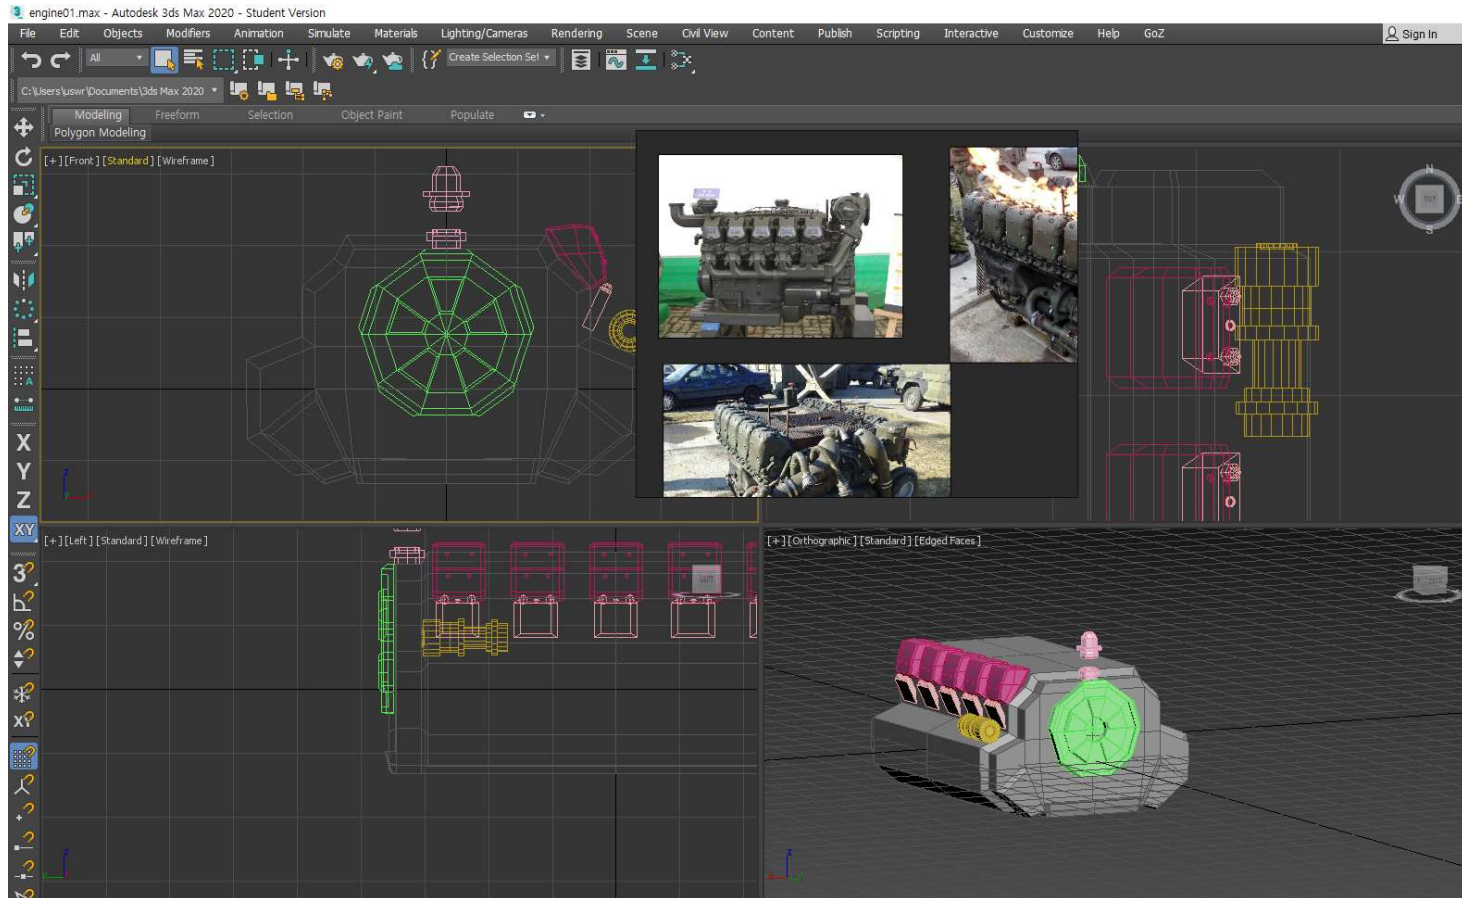 engine01.max - Autodesk 3ds Max 2020 - Student Version
File Edit Objects Modifiers Animation Simulate Materials Lighting/Cameras Rendering Scene Civil View Content Publish Scripting Interactive Customize Help GoZ Sign In
All Create Selection Set
C:\Users\uswr\Documents\3ds Max 2020
Modeling Freeform Selection Object Paint Populate
Polygon Modeling
[+] [Front] [Standard] [Wireframe]
N
W TOP E
S
X
Y
Z
XY
[+] [Left] [Standard] [Wireframe]
LEFT
[+] [Orthographic] [Standard] [Edged Faces]